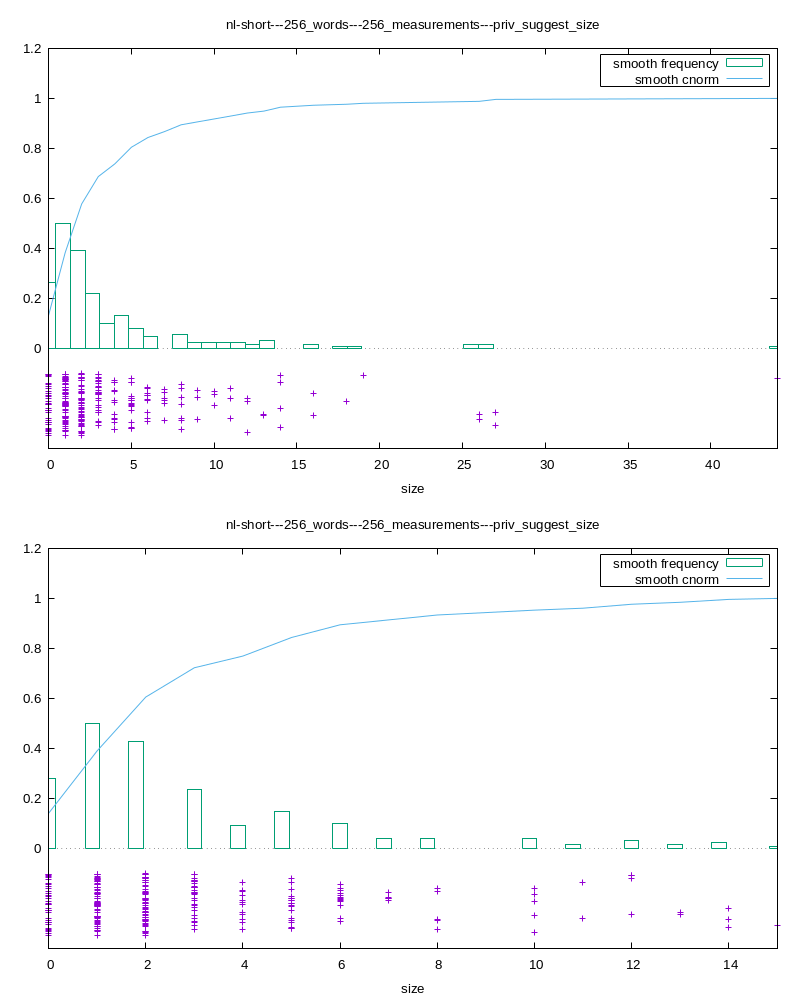 nl-short---256_words---256_measurements---priv_suggest_size
1.2
smooth frequency
smooth cnorm
1
0.8
0.6
0.4
0.2
0
0 5 10 15 20 25 30 35 40
size
nl-short---256_words---256_measurements---priv_suggest_size
1.2
smooth frequency
smooth cnorm
1
0.8
0.6
0.4
0.2
0
0 2 4 6 8 10 12 14
size